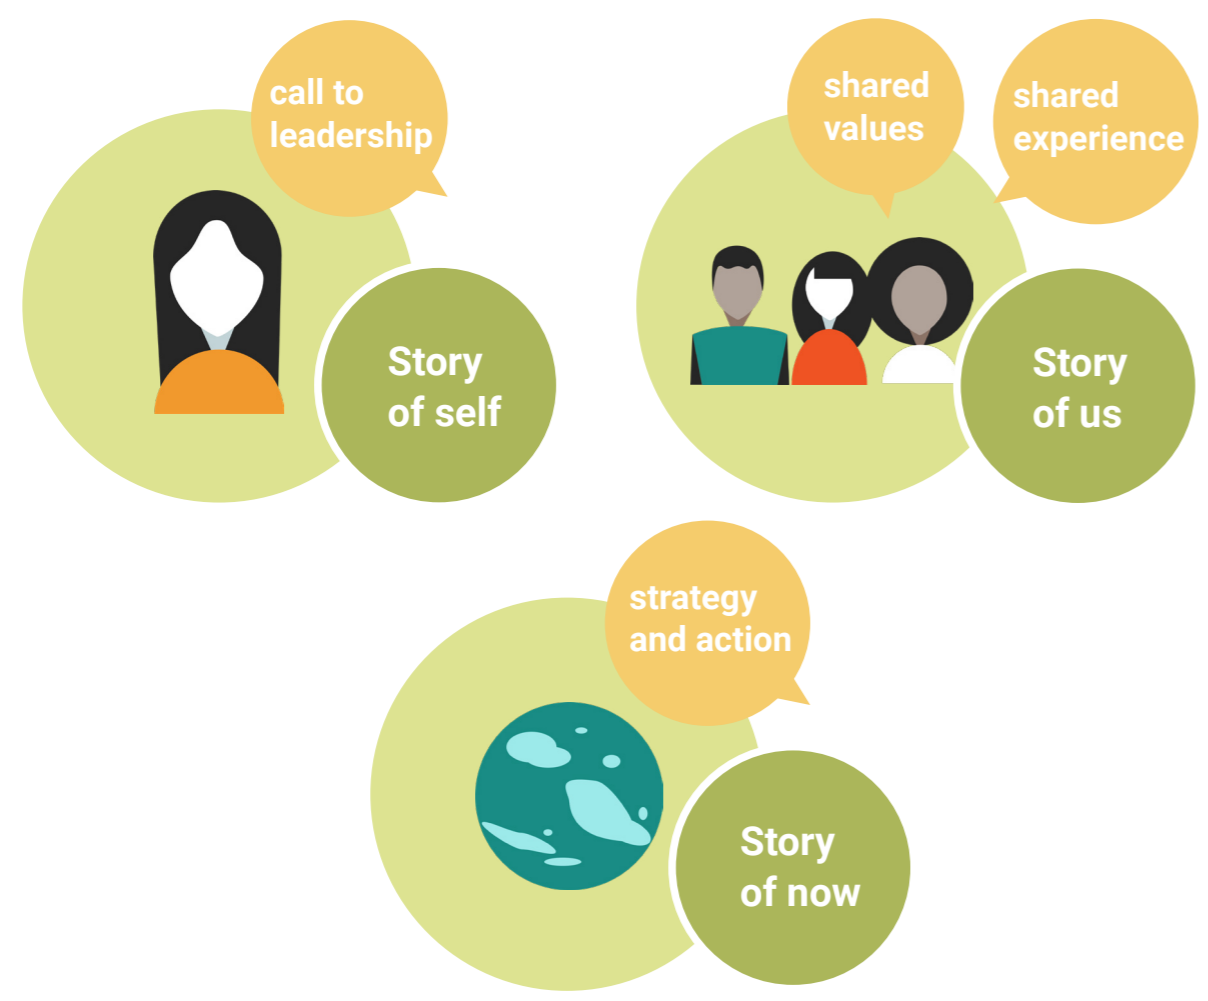 call to
leadership
Story
of self
shared
values
shared
experience
Story
of us
strategy
and action
Story
of now